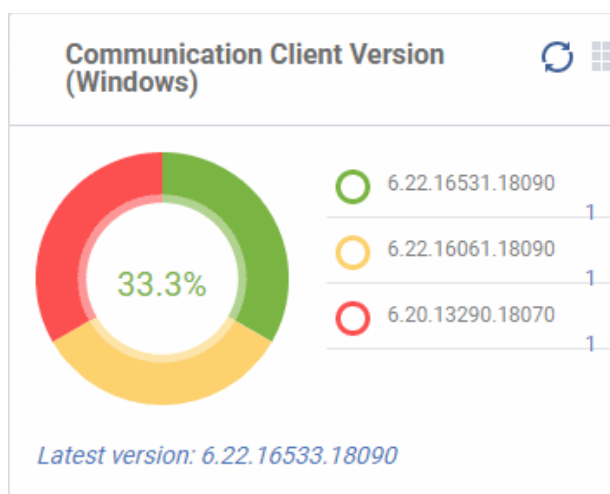 Communication Client Version
(Windows)
33.3%
6.22.16531.18090
1
6.22.16061.18090
1
6.20.13290.18070
1
Latest version: 6.22.16533.18090